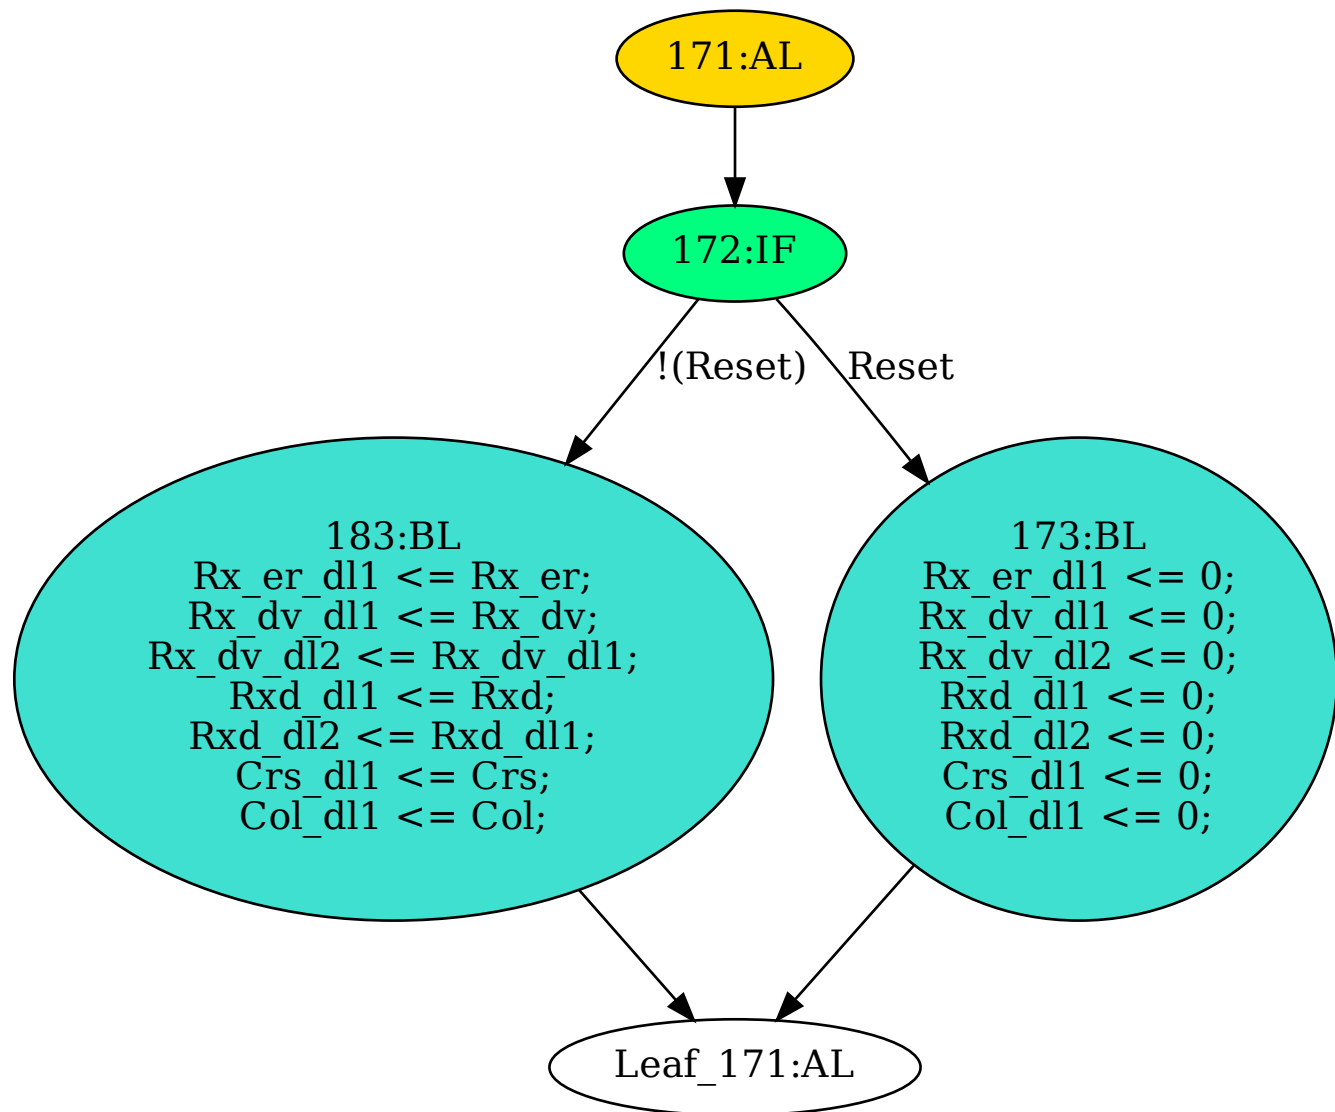 171:AL
172:IF
!(Reset)
Reset
183:BL
Rx_er_dl1 <= Rx_er;
Rx_dv_dl1 <= Rx_dv;
Rx_dv_dl2 <= Rx_dv_dl1;
Rxd_dl1 <= Rxd;
Rxd_dl2 <= Rxd_dl1;
Crs_dl1 <= Crs;
Col_dl1 <= Col;
173:BL
Rx_er_dl1 <= 0;
Rx_dv_dl1 <= 0;
Rx_dv_dl2 <= 0;
Rxd_dl1 <= 0;
Rxd_dl2 <= 0;
Crs_dl1 <= 0;
Col_dl1 <= 0;
Leaf_171:AL